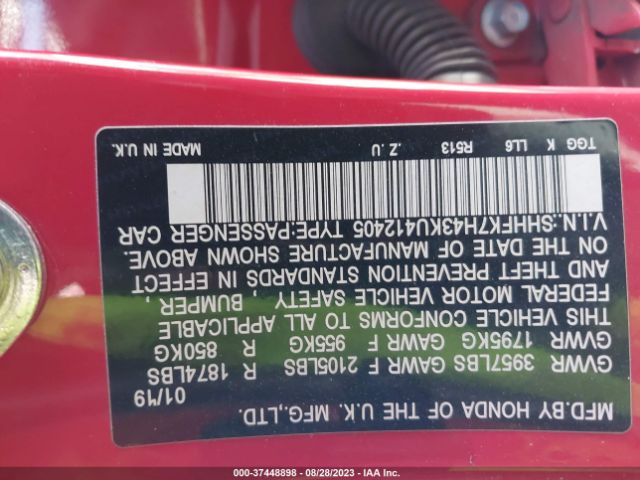 MFD.BY HONDA OF THE U.K. MFG.,LTD.
01/19
GVWR 3957LBS GAWR F 2105LBS R 1874LBS
GVWR 1795KG GAWR F 955KG R 850KG
THIS VEHICLE CONFORMS TO ALL APPLICABLE
FEDERAL MOTOR VEHICLE SAFETY , BUMPER ,
AND THEFT PREVENTION STANDARDS IN EFFECT
ON THE DATE OF MANUFACTURE SHOWN ABOVE.
V.I.N.:SHHFK7H43KU412405 TYPE:PASSENGER CAR
TGG K LL6 R513 .Z.U MADE IN U.K.
000-37448898 - 08/28/2023 - IAA Inc.